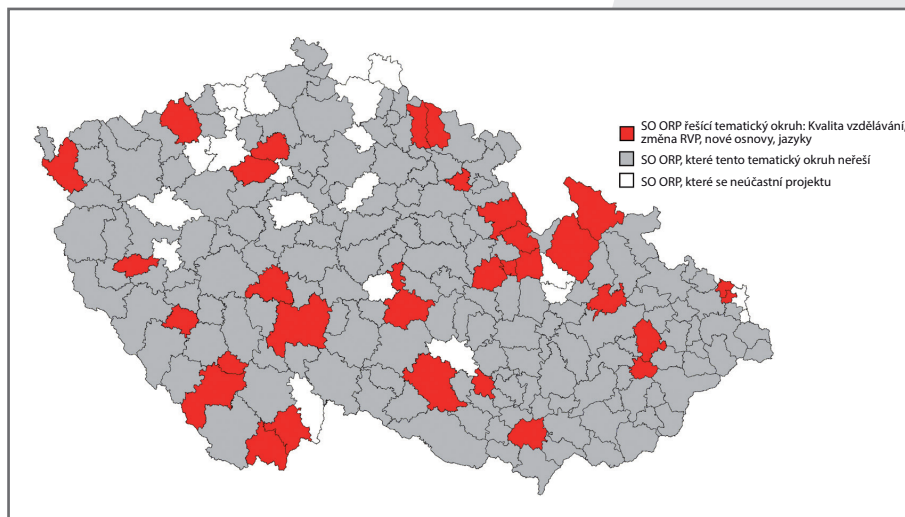 SO ORP řešící tematický okruh: Kvalita vzdělávání,
změna RVP, nové osnovy, jazyky
SO ORP, které tento tematický okruh neřeší
SO ORP, které se neúčastní projektu